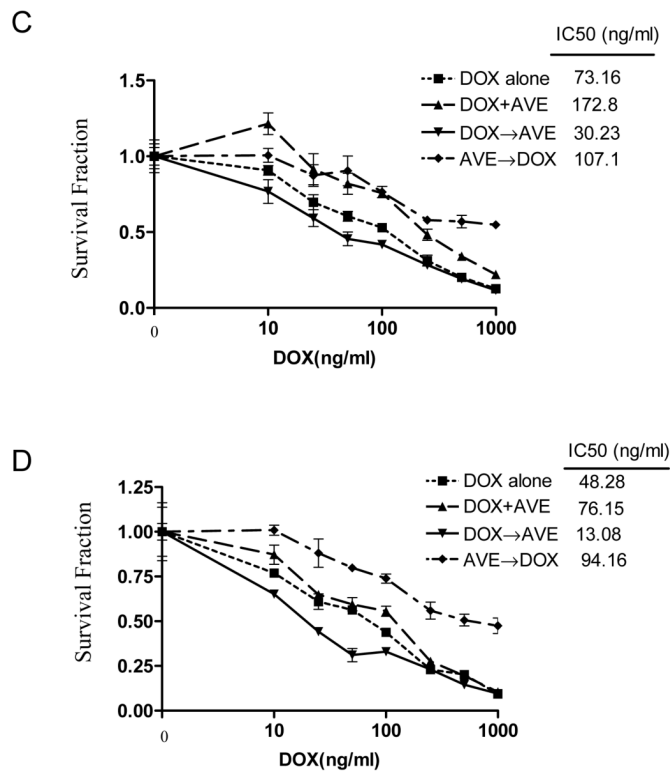 C
IC50 (ng/ml)
DOX alone 73.16
DOX+AVE 172.8
DOX→AVE 30.23
AVE→DOX 107.1
Survival Fraction
1.5
1.0
0.5
0.0
0 10 100 1000
DOX(ng/ml)
D
IC50 (ng/ml)
DOX alone 48.28
DOX+AVE 76.15
DOX→AVE 13.08
AVE→DOX 94.16
Survival Fraction
1.25
1.00
0.75
0.50
0.25
0.00
0 10 100 1000
DOX(ng/ml)